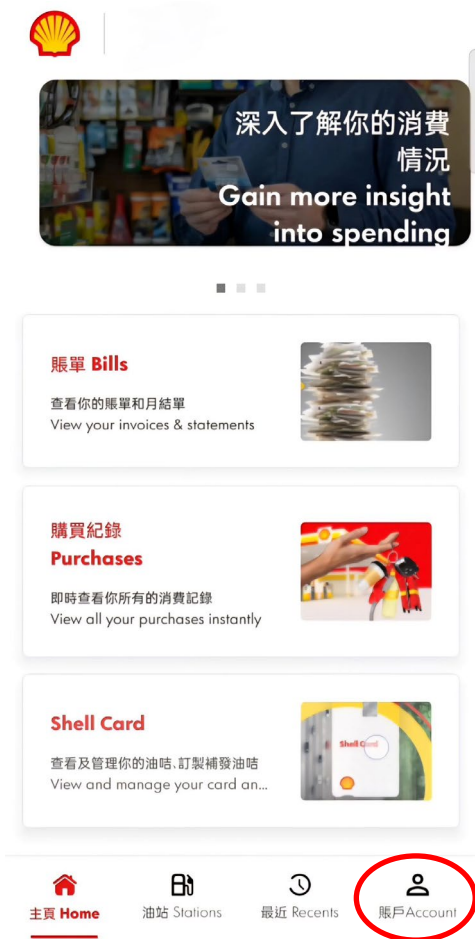 深入了解你的消費
情況
Gain more insight
into spending
賬單 Bills
查看你的賬單和月結單
View your invoices & statements
購買紀錄
Purchases
即時查看你所有的消費記錄
View all your purchases instantly
Shell Card
查看及管理你的油咭、訂製補發油咭
View and manage your card an...
Shell Card
主頁 Home
油站 Stations
最近 Recents
賬戶Account